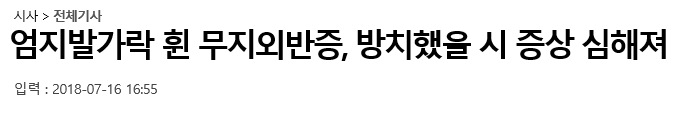 시사 > 전체기사
엄지발가락 휜 무지외반증, 방치했을 시 증상 심해져
입력 : 2018-07-16 16:55